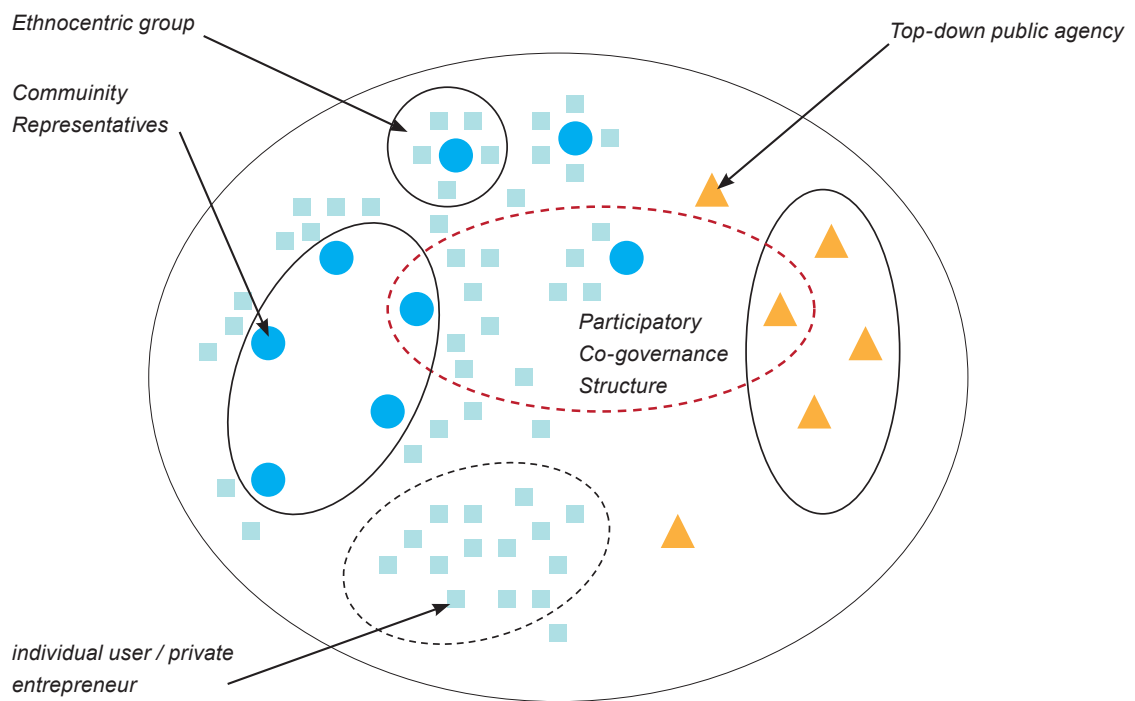 Ethnocentric group
Top-down public agency
Commuinity
Representatives
Participatory
Co-governance
Structure
individual user / private
entrepreneur